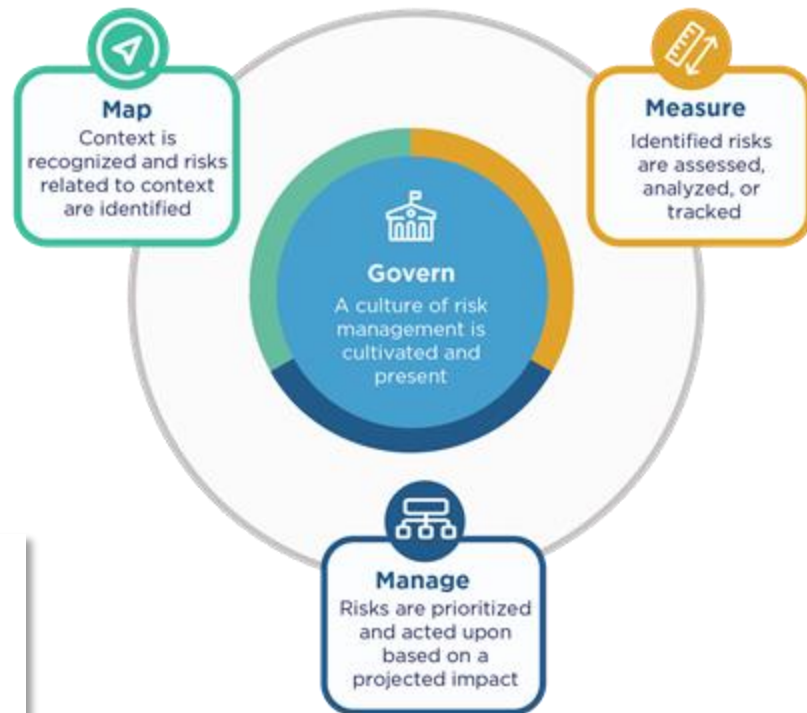 Map
Context is
recognized and risks
related to context
are identified
Measure
Identified risks
are assessed,
analyzed, or
tracked
Govern
A culture of risk
management is
cultivated and
present
Manage
Risks are prioritized
and acted upon
based on a
projected impact